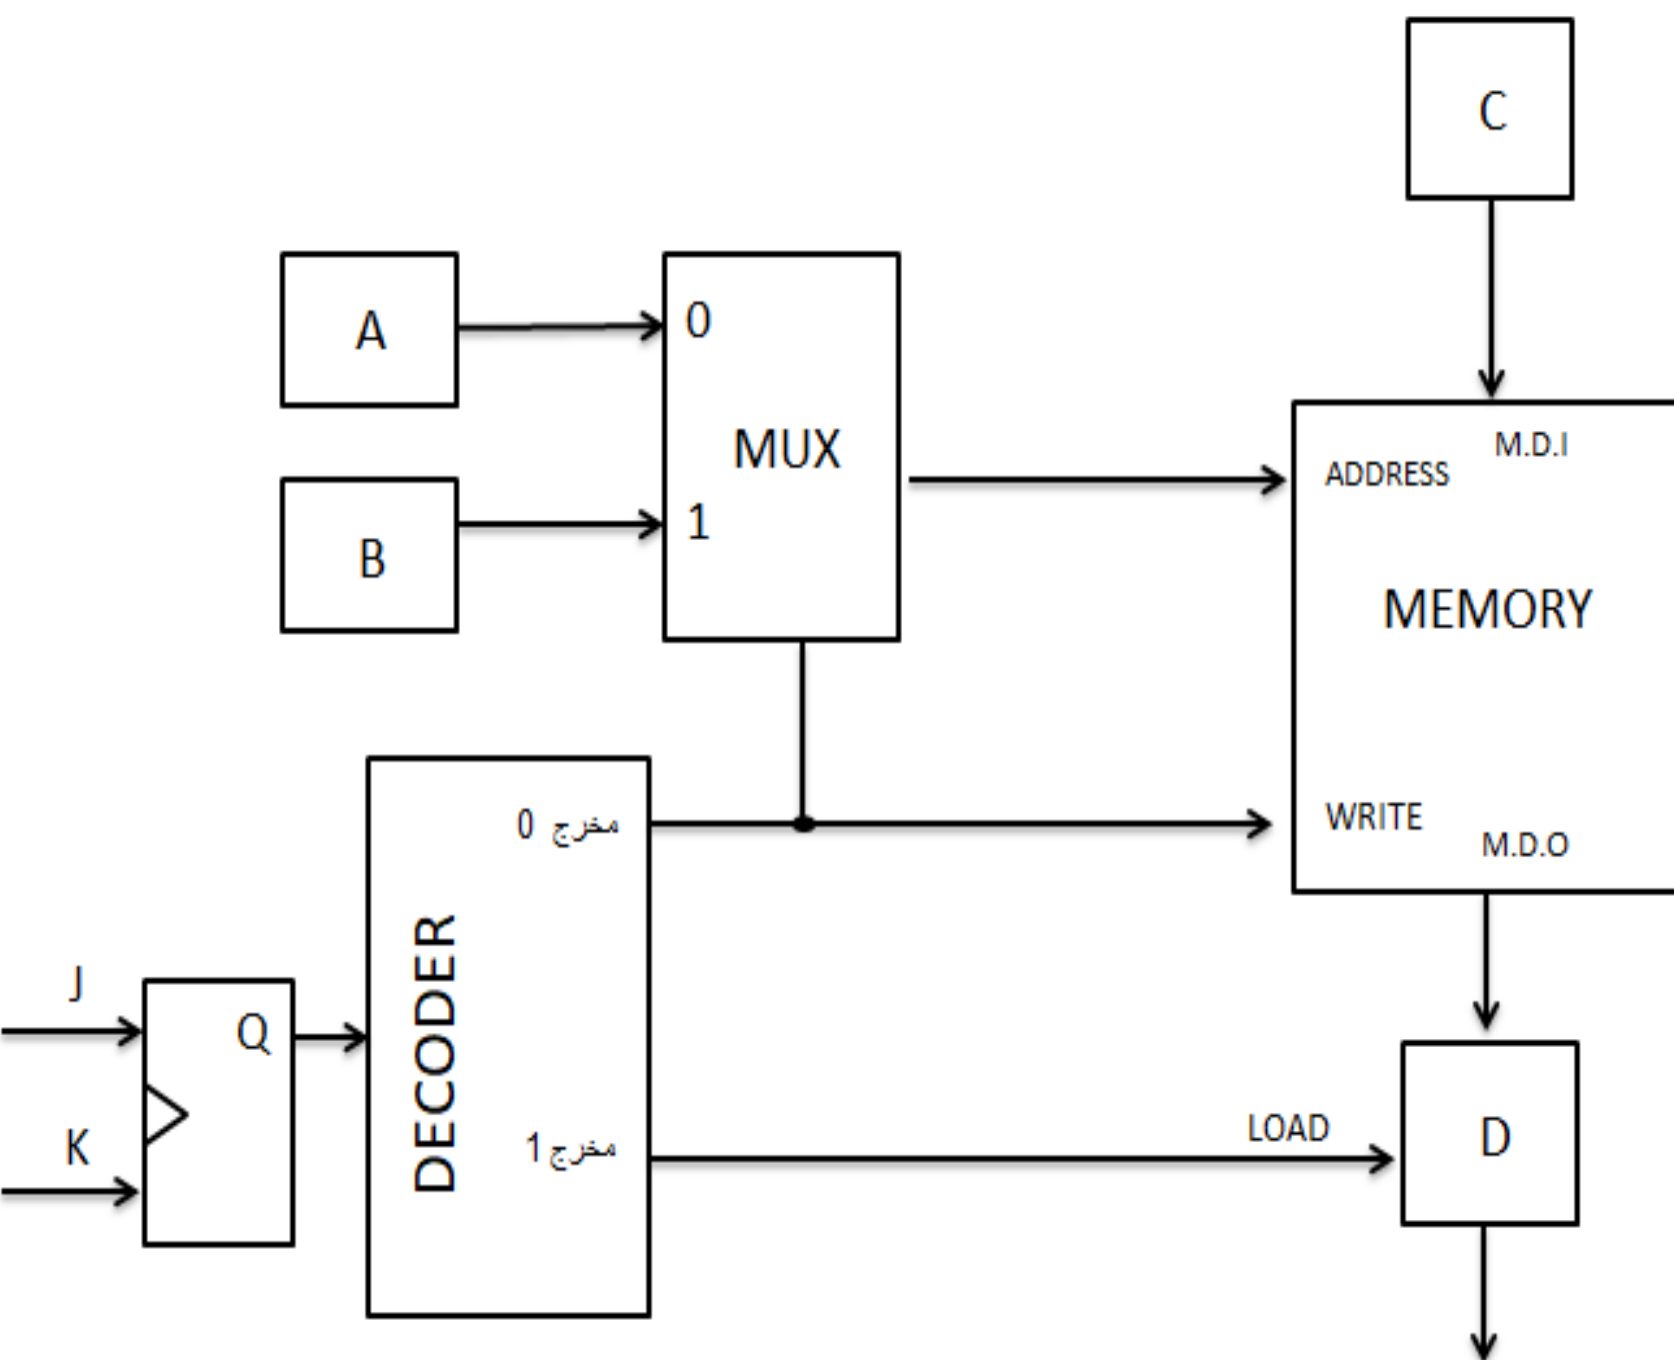 C
A
0
MUX
B
1
M.D.I
ADDRESS
MEMORY
WRITE
M.D.O
مخرج 0
DECODER
مخرج 1
J
Q
K
LOAD
D